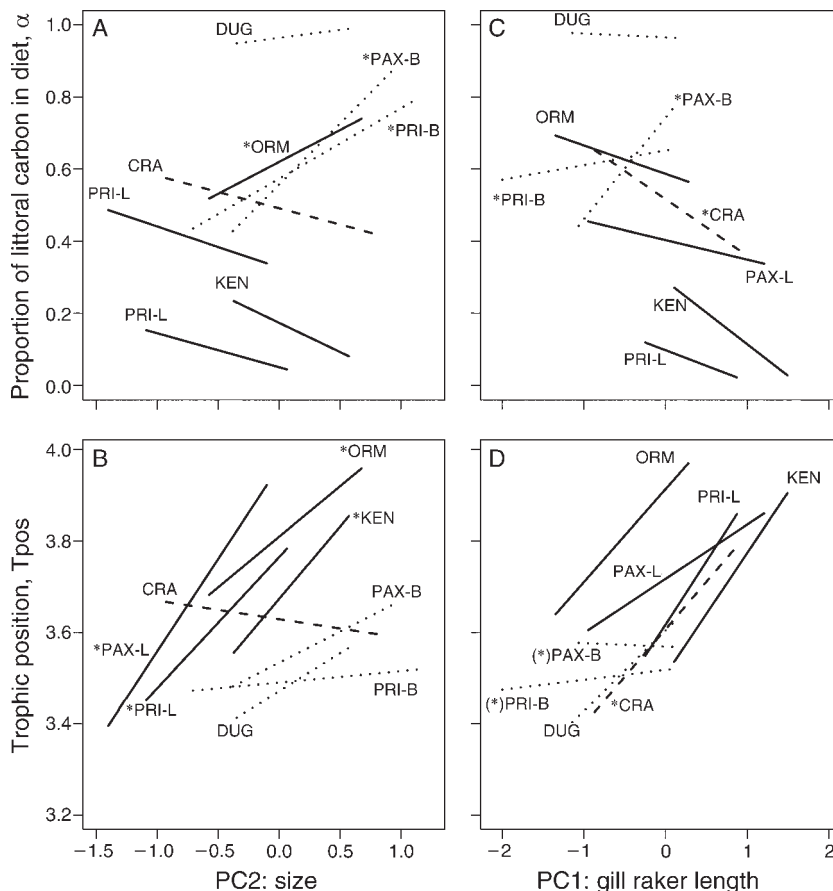 Proportion of littoral carbon in diet, α
1.0
0.8
0.6
0.4
0.2
0.0
A
DUG
*PAX-B
*PRI-B
*ORM
CRA
PRI-L
KEN
PRI-L
C
DUG
*PAX-B
ORM
*PRI-B
*CRA
PAX-L
KEN
PRI-L
Trophic position, Tpos
4.0
3.8
3.6
3.4
3.2
B
*ORM
*KEN
CRA
PAX-B
*PAX-L
*PRI-L
DUG
PRI-B
−1.5 −1.0 −0.5 0.0 0.5 1.0
PC2: size
D
ORM
KEN
PRI-L
PAX-L
(*)PAX-B
(*)PRI-B
*CRA
DUG
−2 −1 0 1 2
PC1: gill raker length